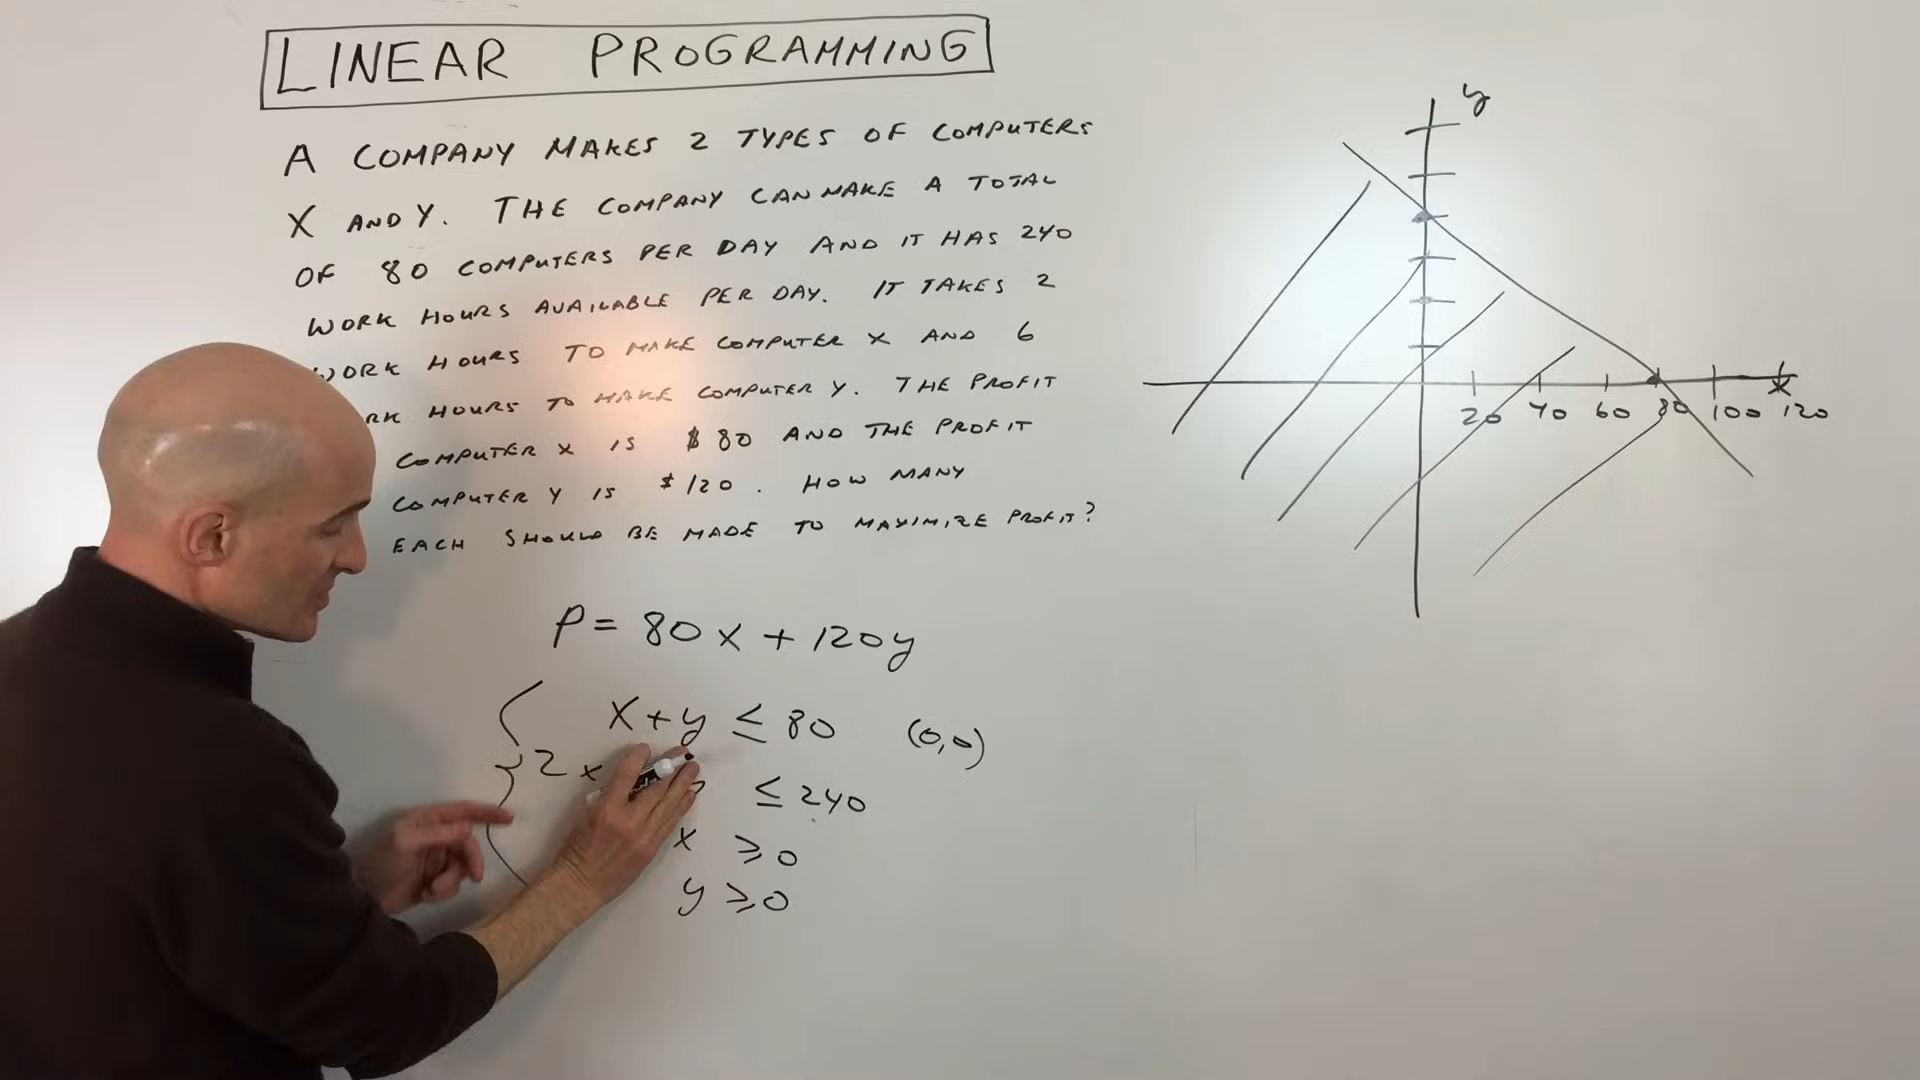 LINEAR PROGRAMMING
A COMPANY MAKES 2 TYPES OF COMPUTERS
X AND Y. THE COMPANY CAN MAKE A TOTAL
OF 80 COMPUTERS PER DAY AND IT HAS 240
WORK HOURS AVAILABLE PER DAY. IT TAKES 2
WORK HOURS TO MAKE COMPUTER X AND 6
RK HOURS TO MAKE COMPUTER Y. THE PROFIT
COMPUTER X IS $80 AND THE PROFIT
COMPUTER Y IS $120. HOW MANY
EACH SHOULD BE MADE TO MAXIMIZE PROFIT?
P = 80x + 120y
x+y ≤ 80 (0,0)
2x ≤ 240
x ≥ 0
y ≥ 0
y
x
20 40 60 80 100 120